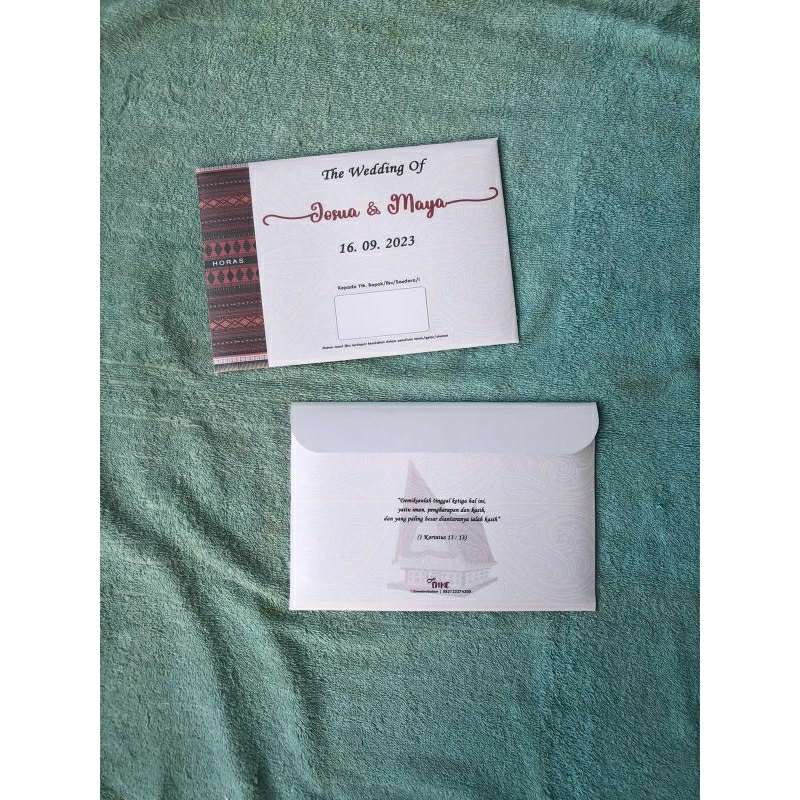 The Wedding Of
Josua & Maya
16. 09. 2023
HORAS
Kepada Yth. Bapak/Ibu/Saudara/i
"Demikianlah tinggal ketiga hal ini,
yaitu iman, pengharapan dan kasih,
dan yang paling besar diantaranya ialah kasih"
(1 Korintus 13 : 13)